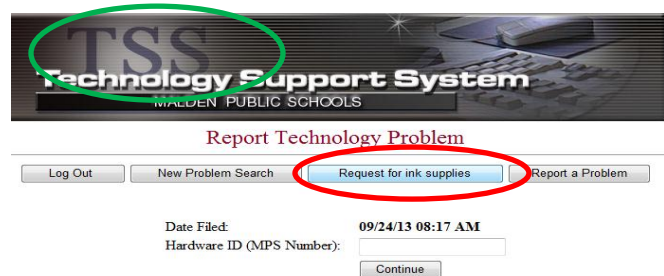 TSS
Technology Support System
MALDEN PUBLIC SCHOOLS
Report Technology Problem
Log Out New Problem Search Request for ink supplies Report a Problem
Date Filed: 09/24/13 08:17 AM
Hardware ID (MPS Number):
Continue